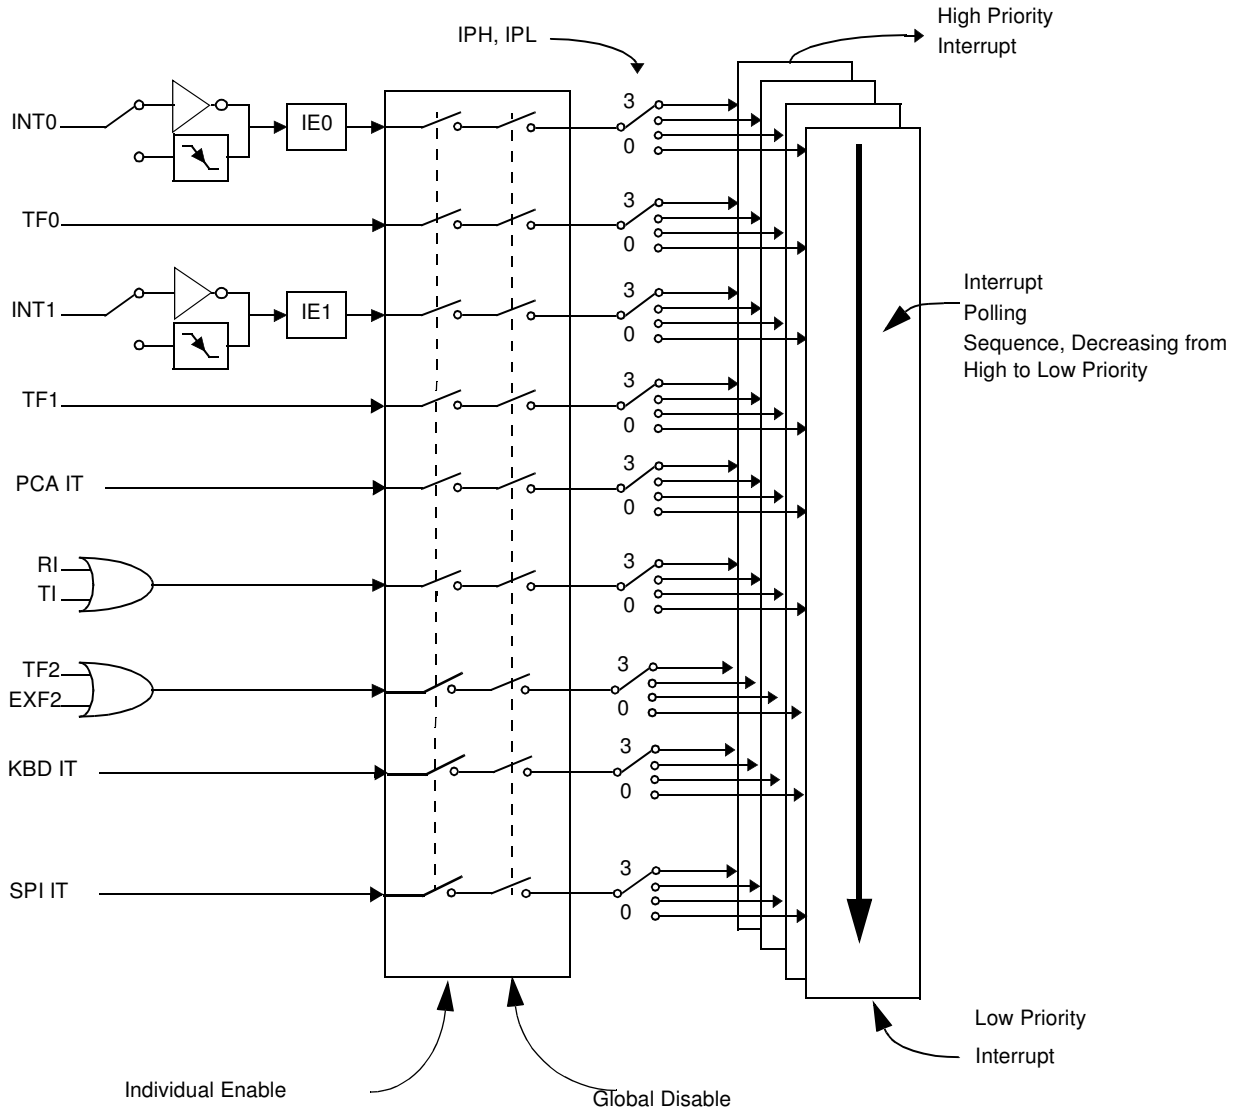 High Priority
Interrupt
IPH, IPL
INT0
IE0
3
0
TF0
3
0
INT1
IE1
3
0
Interrupt
Polling
Sequence, Decreasing from
High to Low Priority
TF1
3
0
PCA IT
3
0
RI
TI
3
0
TF2
EXF2
3
0
KBD IT
3
0
SPI IT
3
0
Low Priority
Interrupt
Individual Enable
Global Disable